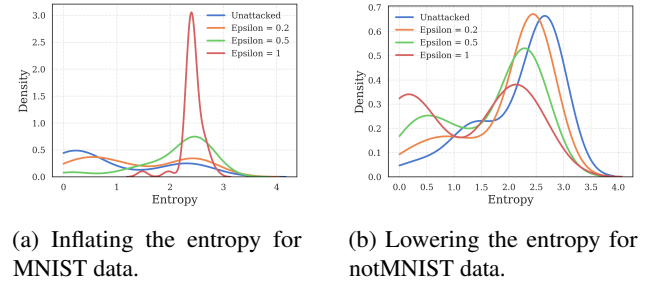 3.0
2.5
2.0
1.5
1.0
0.5
0.0
Density
Unattacked
Epsilon = 0.2
Epsilon = 0.5
Epsilon = 1
0 1 2 3 4
Entropy
0.7
0.6
0.5
0.4
0.3
0.2
0.1
0.0
Density
Unattacked
Epsilon = 0.2
Epsilon = 0.5
Epsilon = 1
0.0 0.5 1.0 1.5 2.0 2.5 3.0 3.5 4.0
Entropy
(a) Inflating the entropy for
MNIST data.
(b) Lowering the entropy for
notMNIST data.